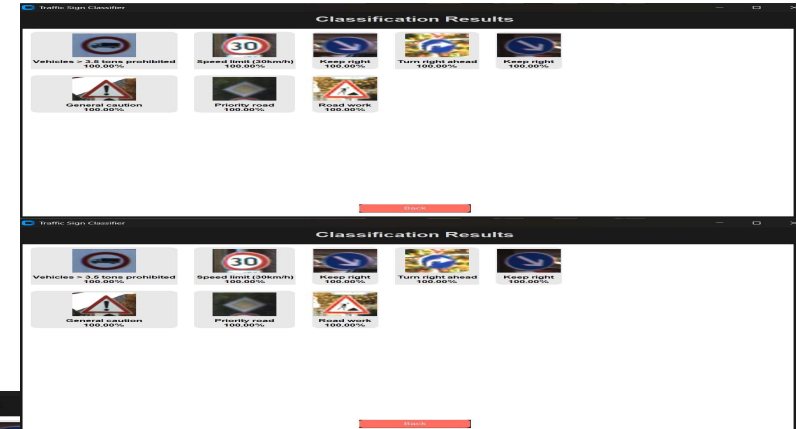 Traffic Sign Classifier
Classification Results
30
Vehicles > 3.5 tons prohibited
100.00%
Speed limit (30km/h)
100.00%
Keep right
100.00%
Turn right ahead
100.00%
Keep right
100.00%
General caution
100.00%
Priority road
100.00%
Road work
100.00%
Back
Traffic Sign Classifier
Classification Results
30
Vehicles > 3.5 tons prohibited
100.00%
Speed limit (30km/h)
100.00%
Keep right
100.00%
Turn right ahead
100.00%
Keep right
100.00%
General caution
100.00%
Priority road
100.00%
Road work
100.00%
Back